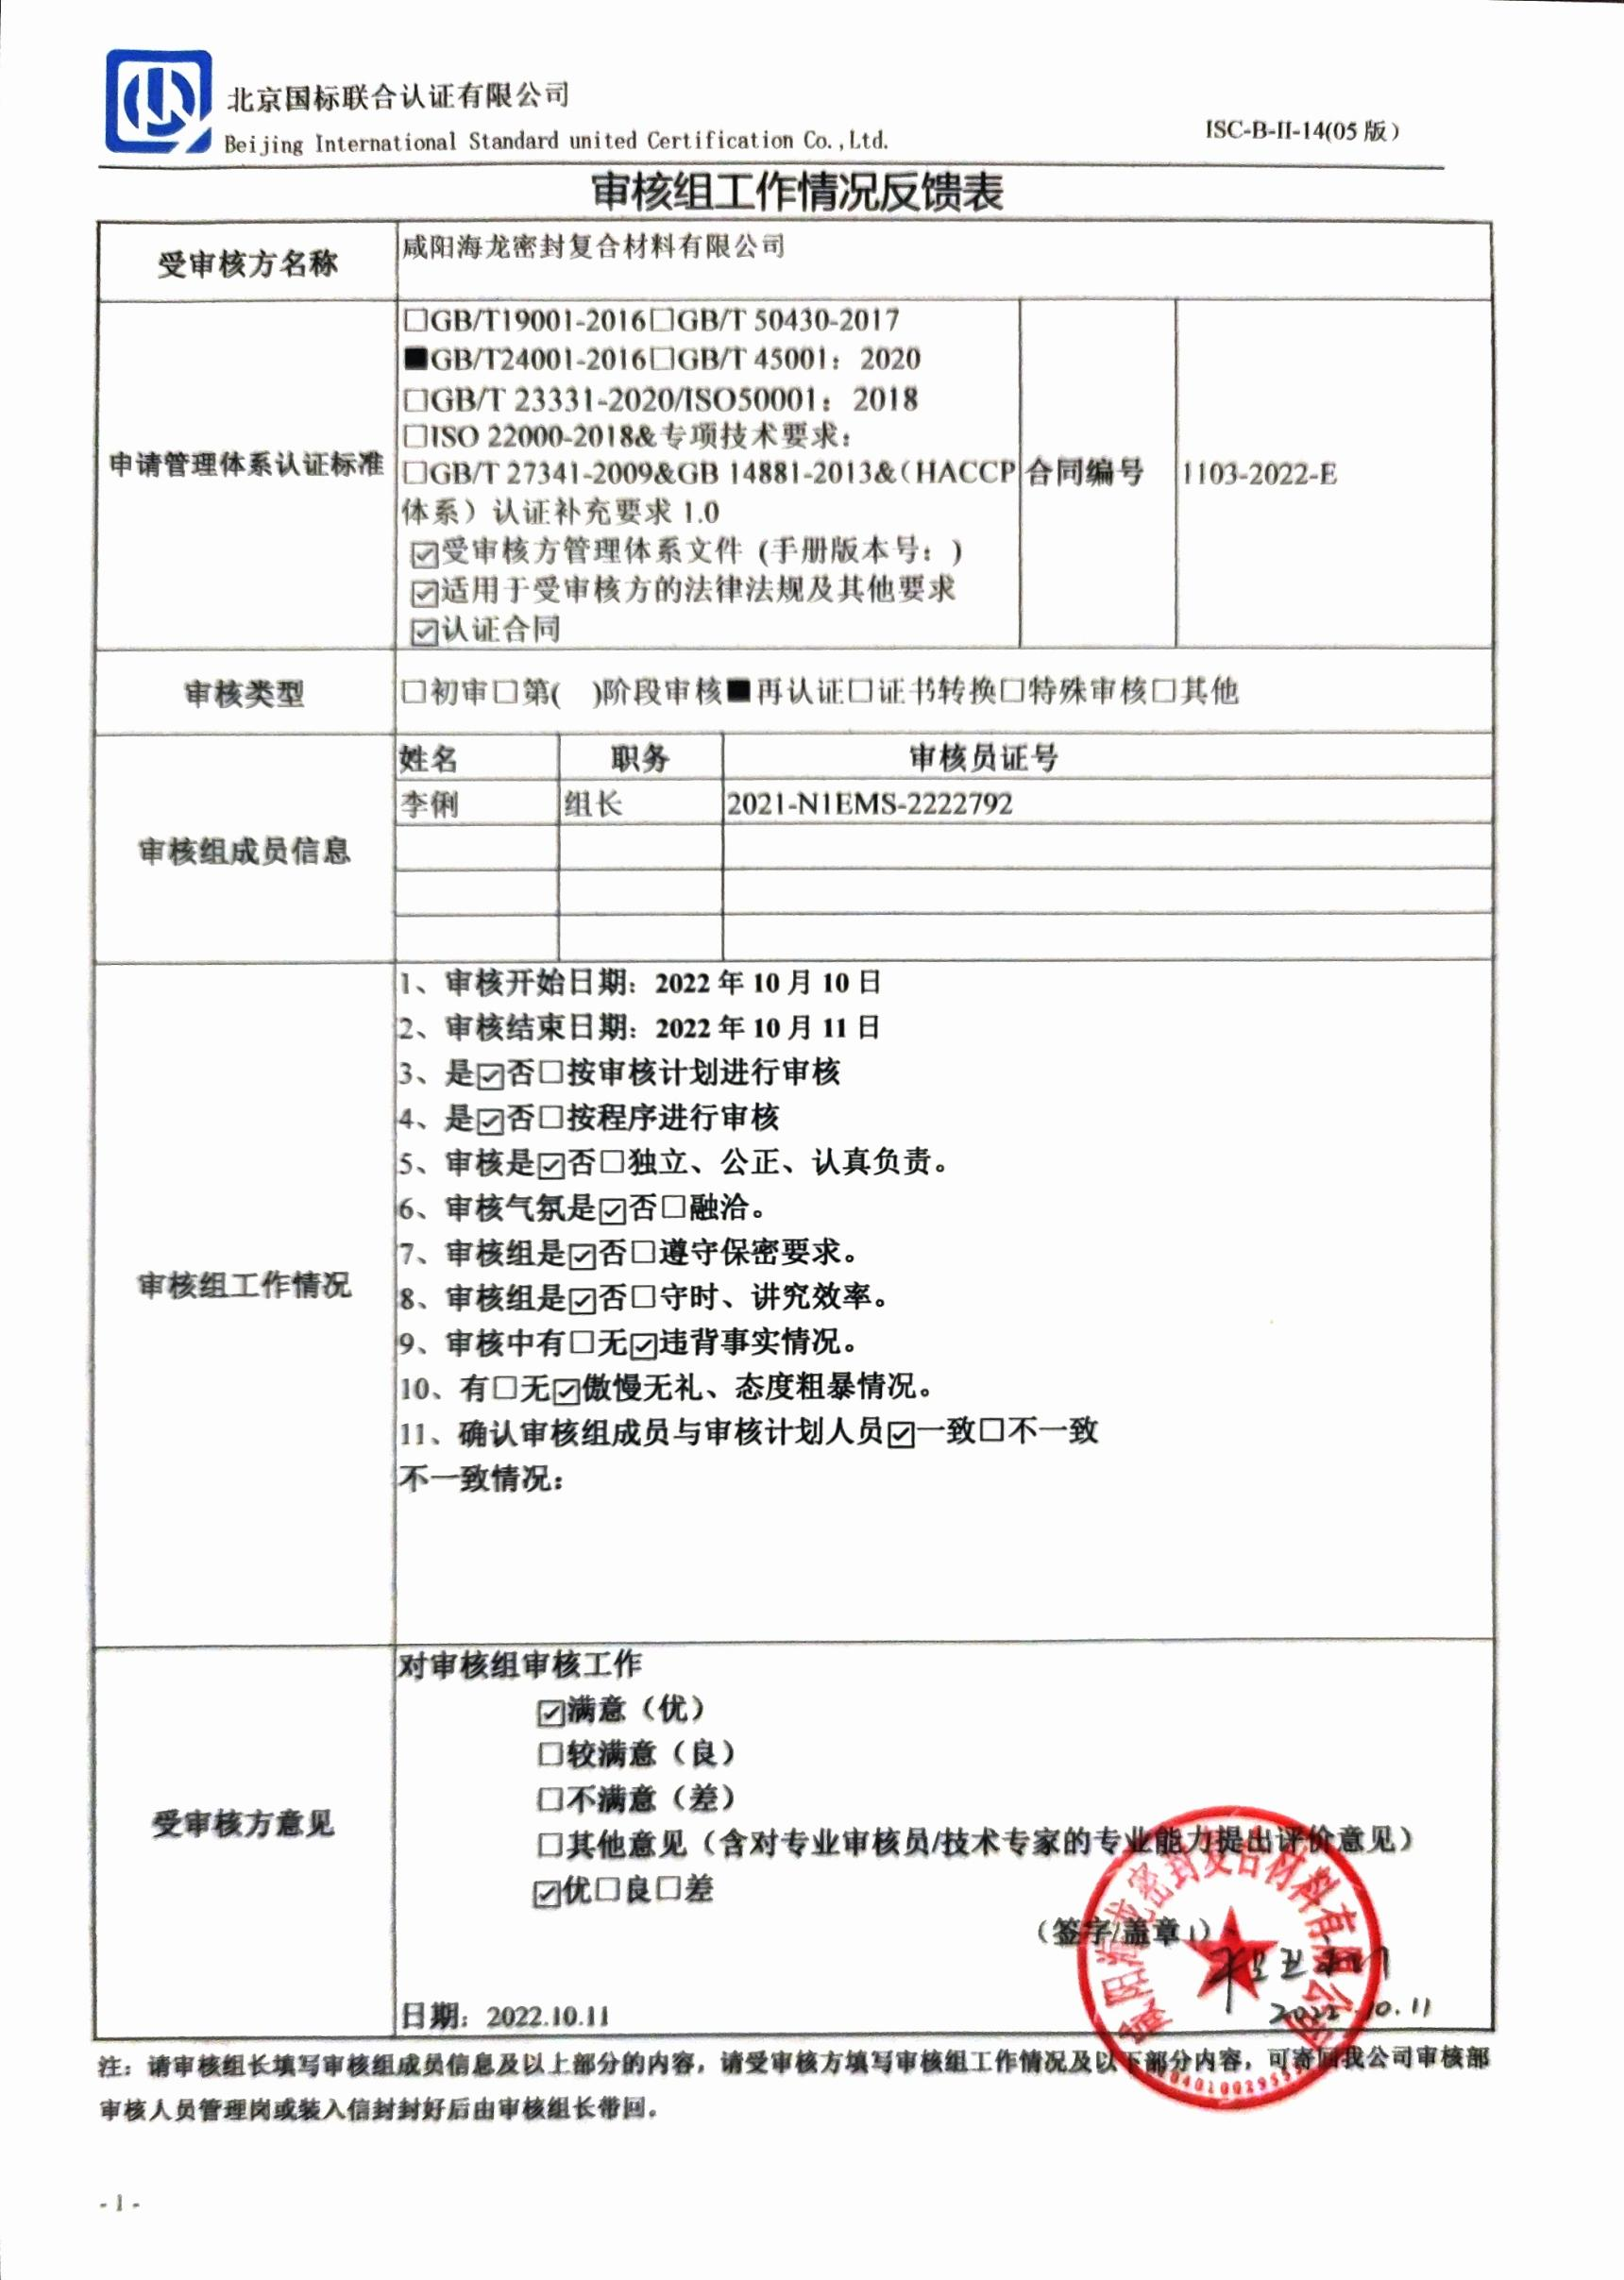 北京国标联合认证有限公司
Beijing International Standard united Certification Co.,Ltd.
ISC-B-II-14(05 版)
审核组工作情况反馈表
受审核方名称
咸阳海龙密封复合材料有限公司
申请管理体系认证标准
□GB/T19001-2016□GB/T 50430-2017
■GB/T24001-2016□GB/T 45001：2020
□GB/T 23331-2020/ISO50001：2018
□ISO 22000-2018&专项技术要求：
□GB/T 27341-2009&GB 14881-2013&（HACCP
体系）认证补充要求 1.0
☑受审核方管理体系文件（手册版本号：)
☑适用于受审核方的法律法规及其他要求
☑认证合同
合同编号
1103-2022-E
审核类型
□初审□第( )阶段审核■再认证□证书转换□特殊审核□其他
审核组成员信息
姓名 职务 审核员证号
李俐 组长 2021-N1EMS-2222792
审核组工作情况
1、审核开始日期：2022 年 10 月 10 日
2、审核结束日期：2022 年 10 月 11 日
3、是☑否□按审核计划进行审核
4、是☑否□按程序进行审核
5、审核是☑否□独立、公正、认真负责。
6、审核气氛是☑否□融洽。
7、审核组是☑否□遵守保密要求。
8、审核组是☑否□守时、讲究效率。
9、审核中有□无☑违背事实情况。
10、有□无☑傲慢无礼、态度粗暴情况。
11、确认审核组成员与审核计划人员☑一致□不一致
不一致情况：
受审核方意见
对审核组审核工作
☑满意（优）
□较满意（良）
□不满意（差）
□其他意见（含对专业审核员/技术专家的专业能力提出评价意见）
☑优□良□差
（签字/盖章）
咸阳海龙密封复合材料有限公司
2022.10.11
日期：2022.10.11
注：请审核组长填写审核组成员信息及以上部分的内容，请受审核方填写审核组工作情况及以下部分内容，可寄回我公司审核部
审核人员管理岗或装入信封封好后由审核组长带回。
- 1 -